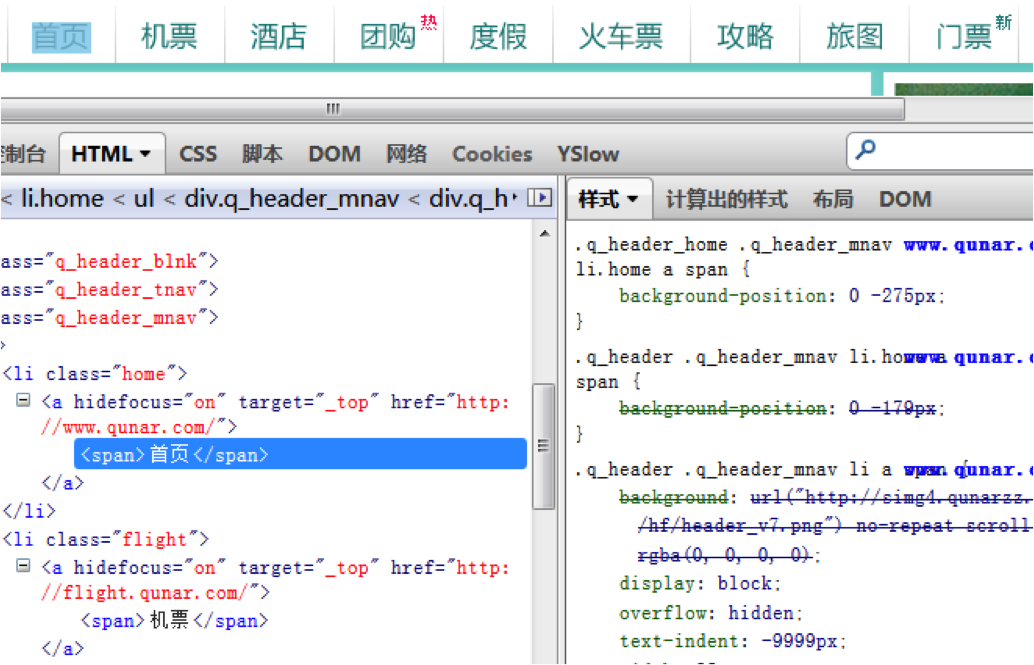 首页 机票 酒店 团购 热 度假 火车票 攻略 旅图 门票 新
控制台 HTML CSS 脚本 DOM 网络 Cookies YSlow
< li.home < ul < div.q_header_mnav < div.q_h
ass="q_header_blnk">
ass="q_header_tnav">
ass="q_header_mnav">
>
<li class="home">
<a hidefocus="on" target="_top" href="http:
//www.qunar.com/">
<span>首页</span>
</a>
</li>
<li class="flight">
<a hidefocus="on" target="_top" href="http:
//flight.qunar.com/">
<span>机票</span>
</a>
样式 计算出的样式 布局 DOM
.q_header_home .q_header_mnav www.qunar.c
li.home a span {
background-position: 0 -275px;
}
.q_header .q_header_mnav li.home a www.qunar.c
span {
background-position: 0 -179px;
}
.q_header .q_header_mnav li a span { www.qunar.c
background: url("http://simg4.qunarzz.
/hf/header_v7.png") no-repeat scroll
rgba(0, 0, 0, 0);
display: block;
overflow: hidden;
text-indent: -9999px;